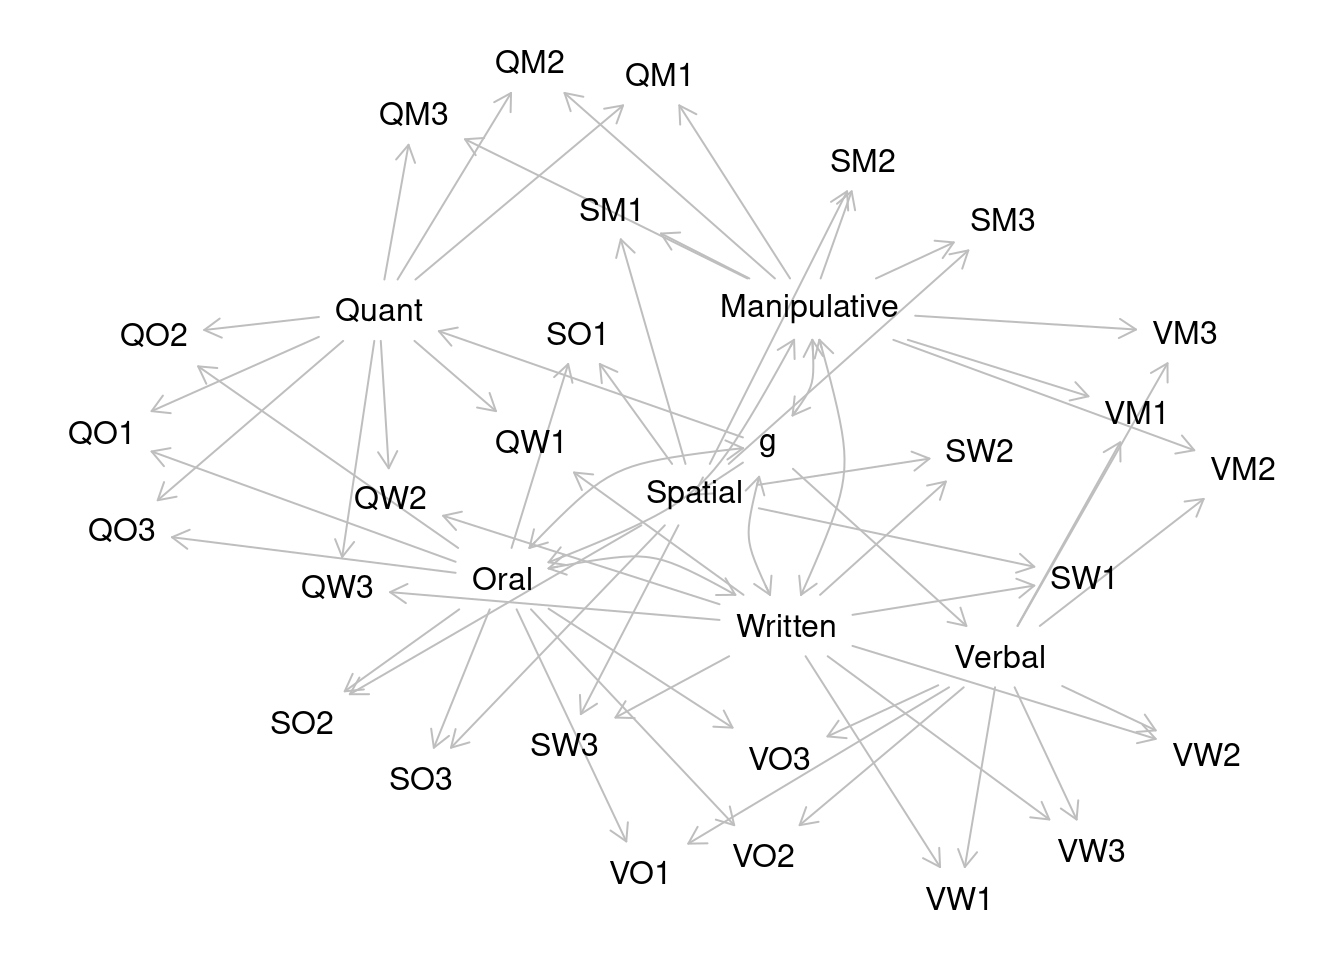 QM2
QM1
QM3
SM2
SM1
SM3
Manipulative
Quant
QO2
SO1
VM3
VM1
QO1
QW1
g
SW2
VM2
Spatial
QW2
QO3
Oral
SW1
QW3
Written
Verbal
SO2
SW3
VW2
VO3
SO3
VW3
VO2
VO1
VW1